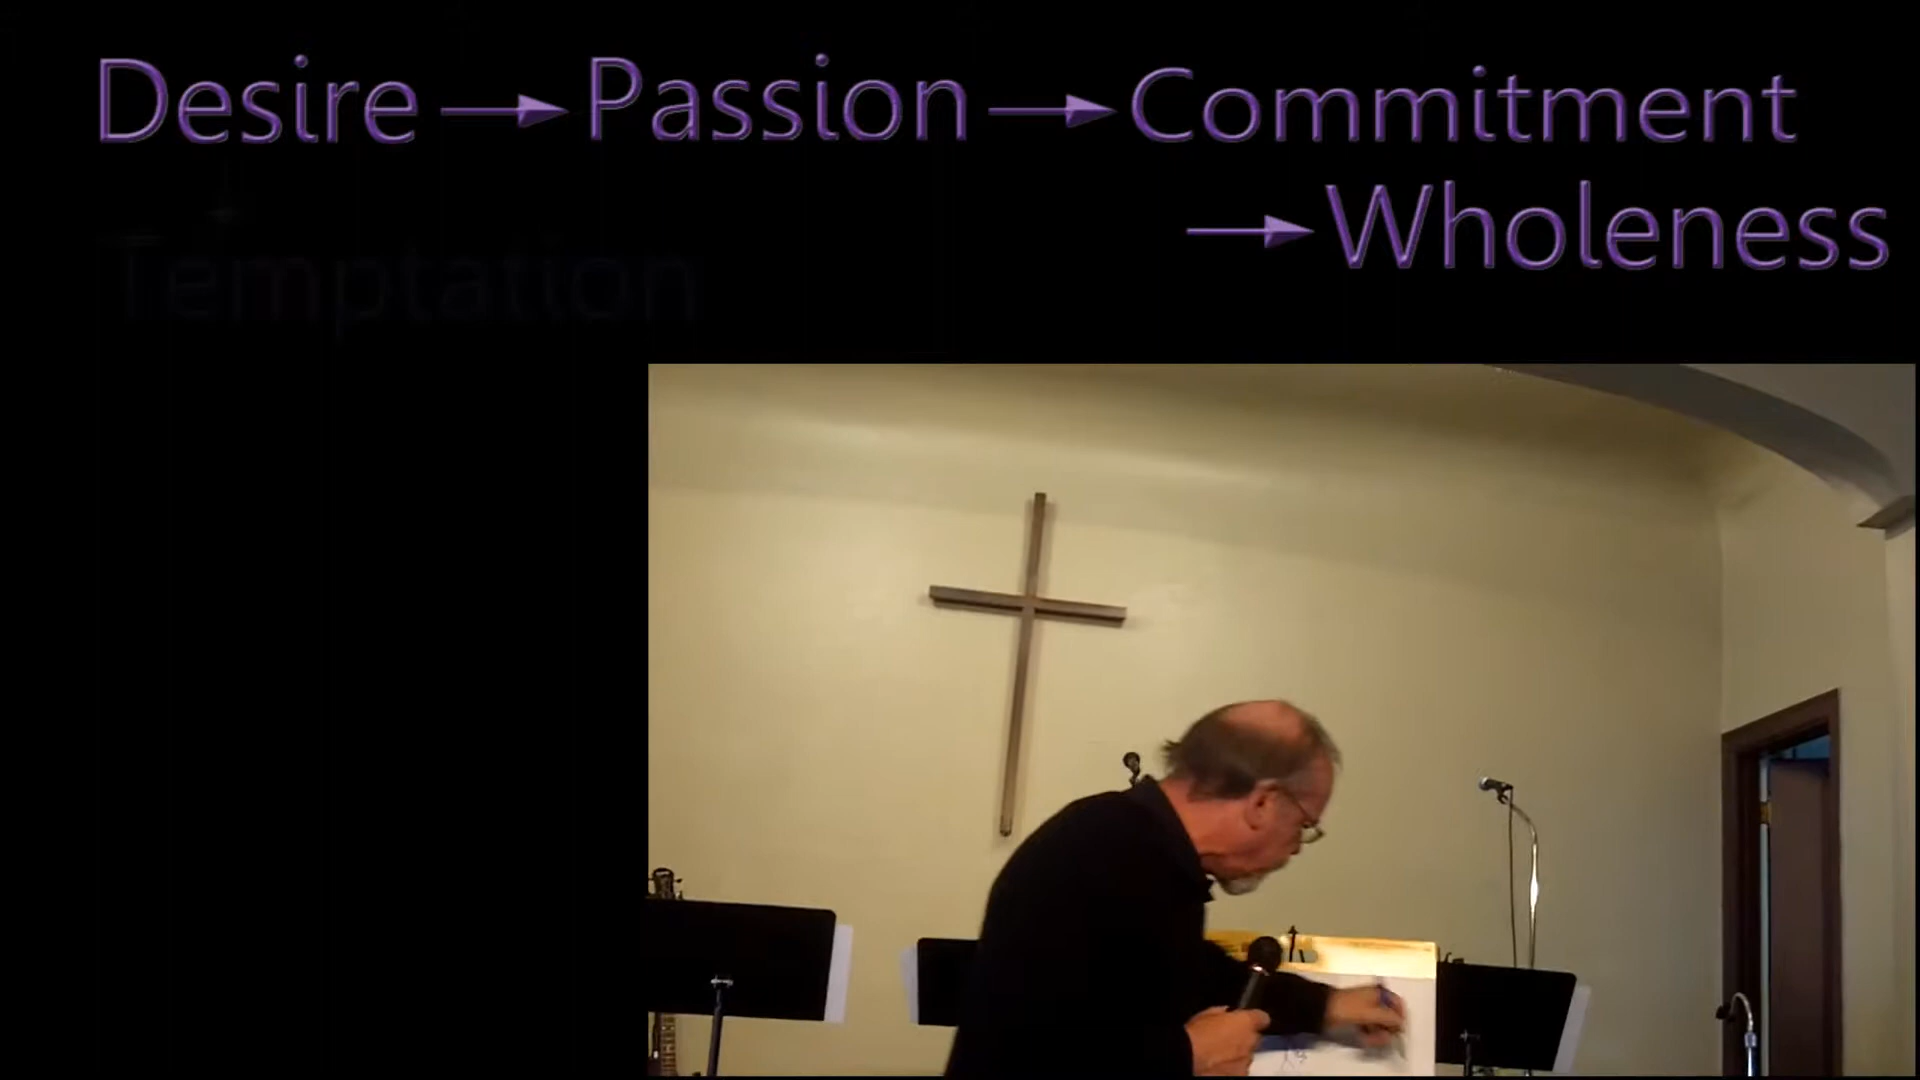 Desire → Passion → Commitment
→ Wholeness
Temptation